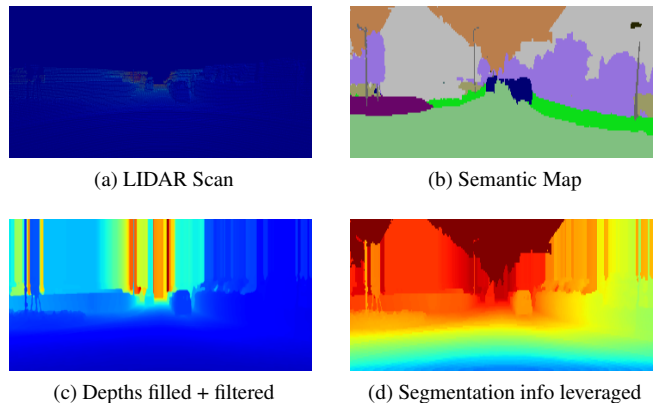 (a) LIDAR Scan
(b) Semantic Map
(c) Depths filled + filtered
(d) Segmentation info leveraged